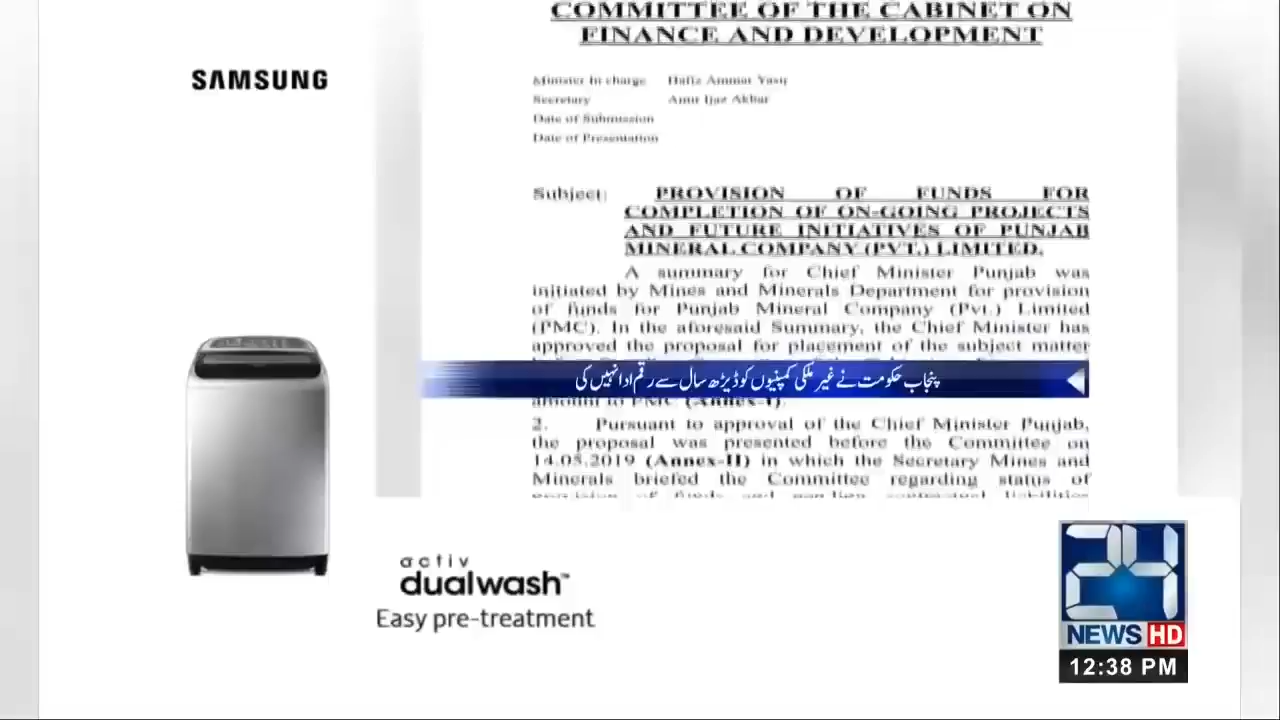 COMMITTEE OF THE CABINET ON
FINANCE AND DEVELOPMENT
SAMSUNG
Minister In charge Hafiz Ammar Yasir
Secretary Amir Ijaz Akbar
Date of Submission
Date of Presentation
Subject: PROVISION OF FUNDS FOR
COMPLETION OF ON-GOING PROJECTS
AND FUTURE INITIATIVES OF PUNJAB
MINERAL COMPANY (PVT.) LIMITED.
A summary for Chief Minister Punjab was
initiated by Mines and Minerals Department for provision
of funds for Punjab Mineral Company (Pvt.) Limited
(PMC). In the aforesaid Summary, the Chief Minister has
approved the proposal for placement of the subject matter
پنجاب حکومت نے غیر ملکی کمپنیوں کو ڈیڑھ سال سے رقم ادا نہیں کی
amount to PMC (Annex-I).
2. Pursuant to approval of the Chief Minister Punjab,
the proposal was presented before the Committee on
14.05.2019 (Annex-II) in which the Secretary Mines and
Minerals briefed the Committee regarding status of
provision of funds and contractual liabilities
activ
dualwash™
Easy pre-treatment
24
NEWS HD
12:38 PM